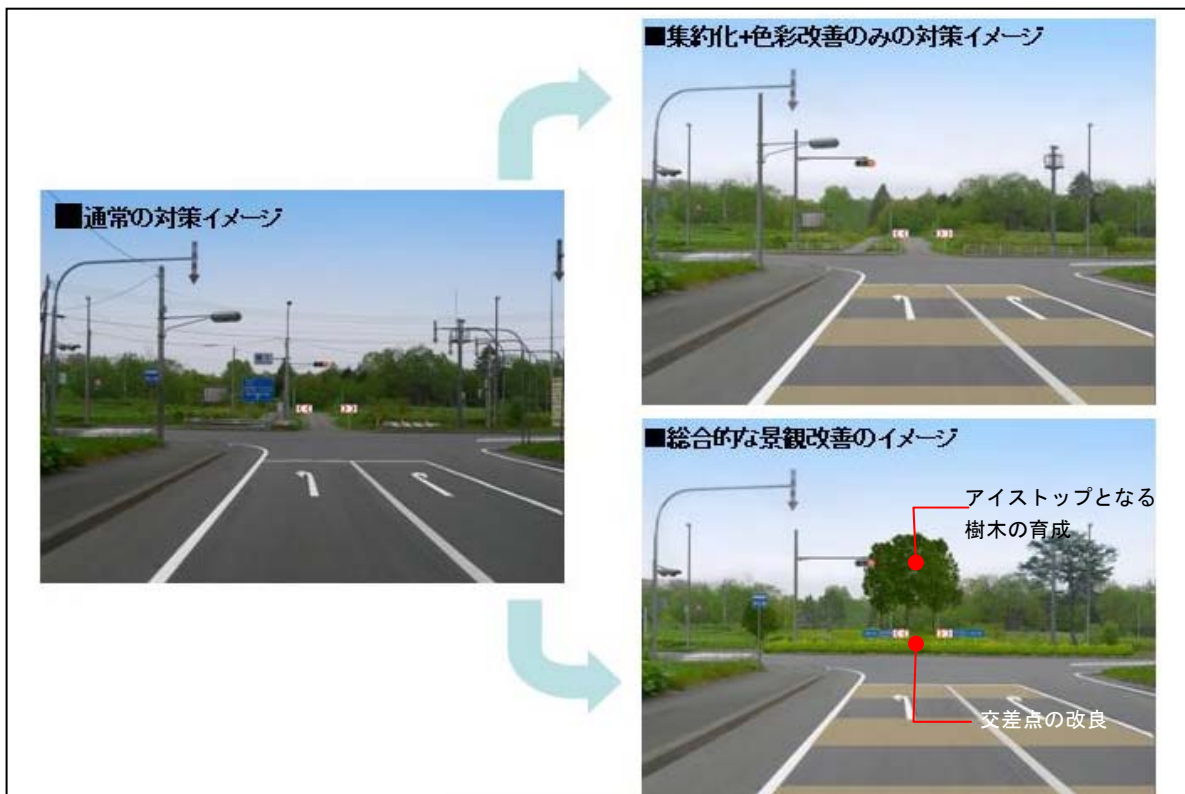 ■通常の対策イメージ
■集約化+色彩改善のみの対策イメージ
■総合的な景観改善のイメージ
アイストップとなる
樹木の育成
交差点の改良